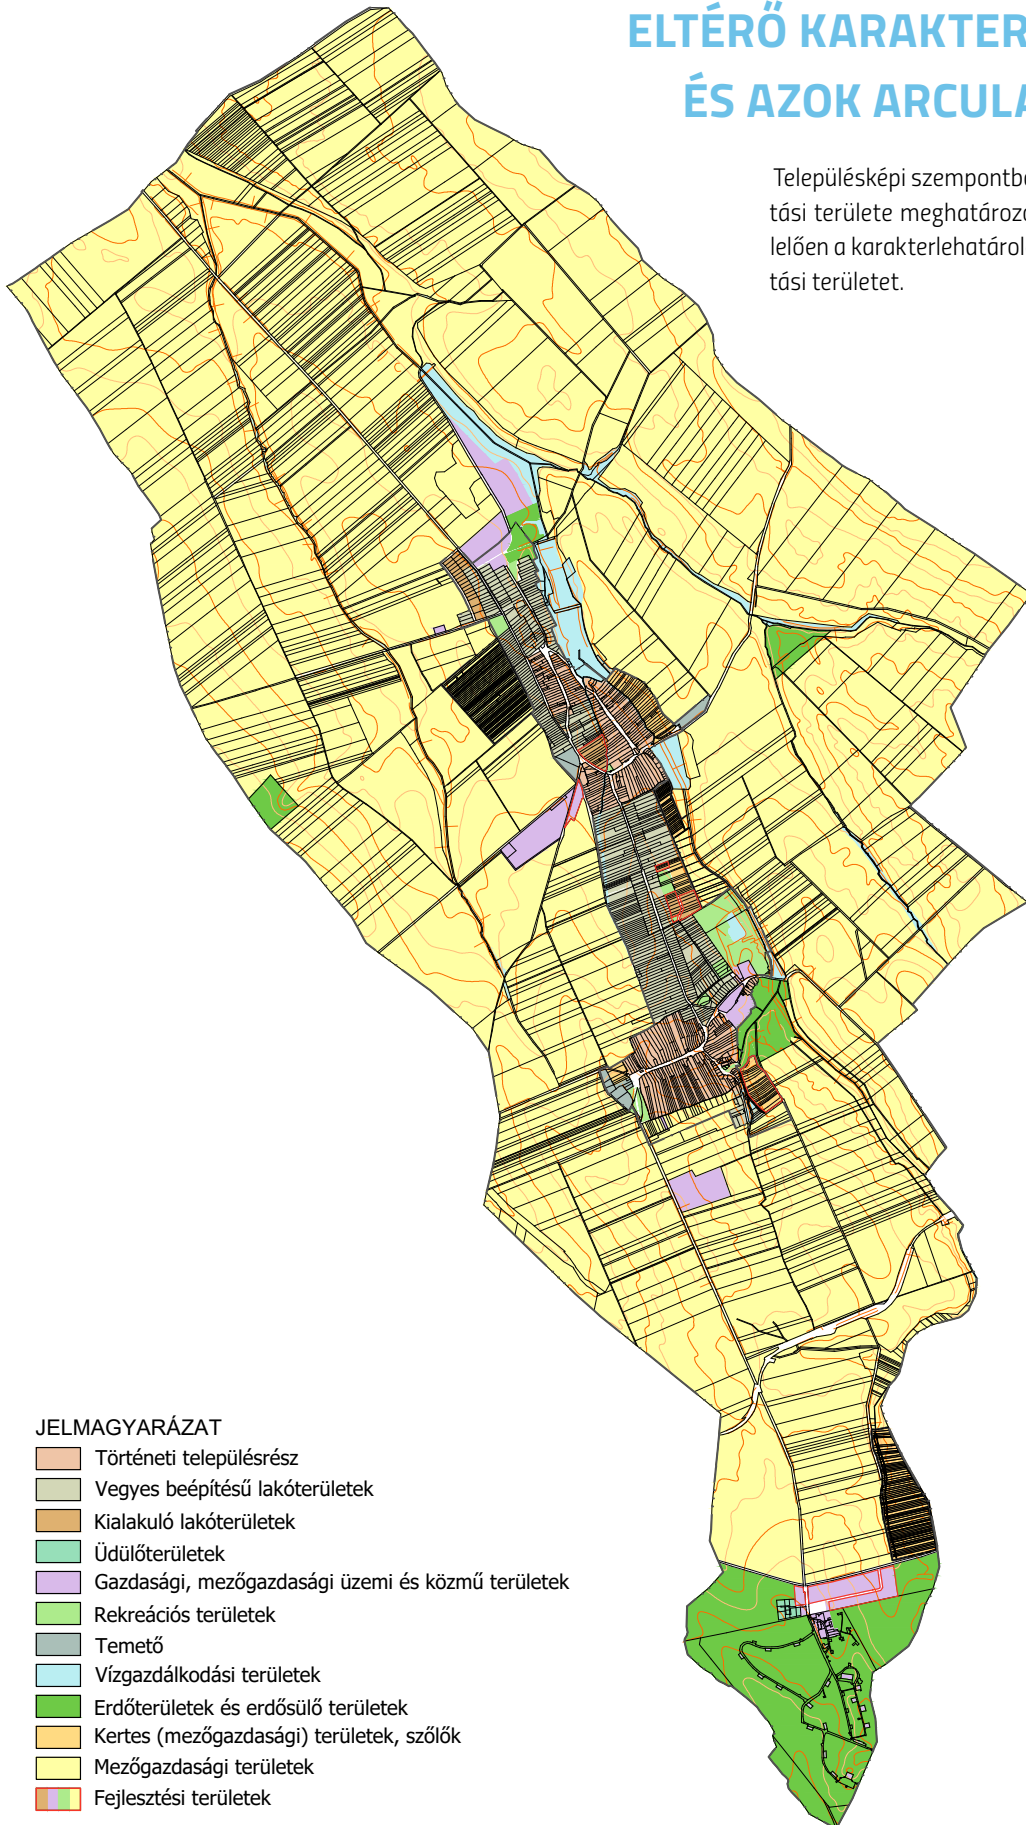 ELTÉRŐ KARAKTER
ÉS AZOK ARCULA
Településképi szempontb
tási területe meghatároz
lelően a karakterlehatárol
tási területet.
JELMAGYARÁZAT
Történeti településrész
Vegyes beépítésű lakóterületek
Kialakuló lakóterületek
Üdülőterületek
Gazdasági, mezőgazdasági üzemi és közmű területek
Rekreációs területek
Temető
Vízgazdálkodási területek
Erdőterületek és erdősülő területek
Kertes (mezőgazdasági) területek, szőlők
Mezőgazdasági területek
Fejlesztési területek